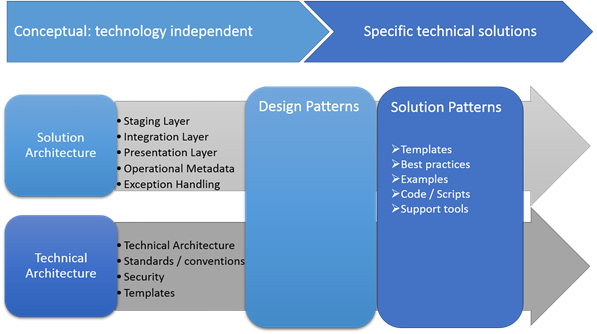 Conceptual: technology independent
Specific technical solutions
Solution
Architecture
• Staging Layer
• Integration Layer
• Presentation Layer
• Operational Metadata
• Exception Handling
Design Patterns
Solution Patterns
➢Templates
➢Best practices
➢Examples
➢Code / Scripts
➢Support tools
Technical
Architecture
• Technical Architecture
• Standards / conventions
• Security
• Templates